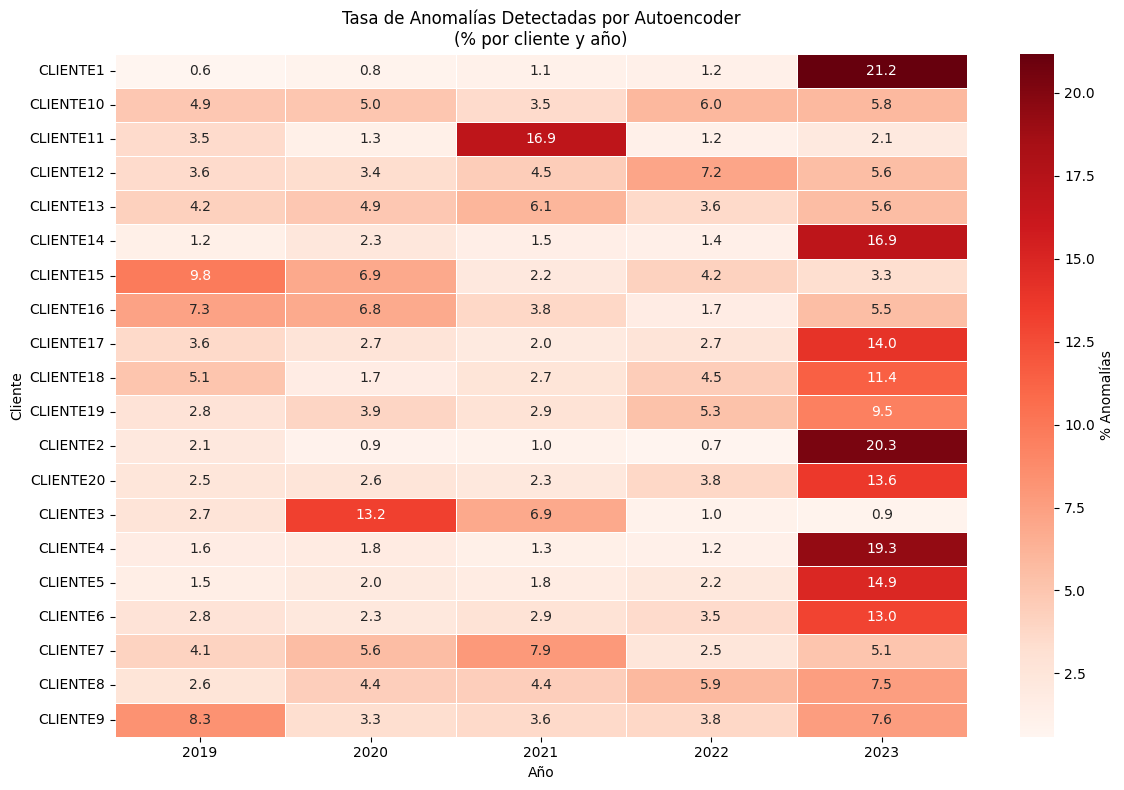 Tasa de Anomalías Detectadas por Autoencoder
(% por cliente y año)
CLIENTE1 0.6 0.8 1.1 1.2 21.2
CLIENTE10 4.9 5.0 3.5 6.0 5.8
CLIENTE11 3.5 1.3 16.9 1.2 2.1
CLIENTE12 3.6 3.4 4.5 7.2 5.6
CLIENTE13 4.2 4.9 6.1 3.6 5.6
CLIENTE14 1.2 2.3 1.5 1.4 16.9
CLIENTE15 9.8 6.9 2.2 4.2 3.3
CLIENTE16 7.3 6.8 3.8 1.7 5.5
CLIENTE17 3.6 2.7 2.0 2.7 14.0
CLIENTE18 5.1 1.7 2.7 4.5 11.4
CLIENTE19 2.8 3.9 2.9 5.3 9.5
CLIENTE2 2.1 0.9 1.0 0.7 20.3
CLIENTE20 2.5 2.6 2.3 3.8 13.6
CLIENTE3 2.7 13.2 6.9 1.0 0.9
CLIENTE4 1.6 1.8 1.3 1.2 19.3
CLIENTE5 1.5 2.0 1.8 2.2 14.9
CLIENTE6 2.8 2.3 2.9 3.5 13.0
CLIENTE7 4.1 5.6 7.9 2.5 5.1
CLIENTE8 2.6 4.4 4.4 5.9 7.5
CLIENTE9 8.3 3.3 3.6 3.8 7.6
2019 2020 2021 2022 2023
Año
Cliente
20.0
17.5
15.0
12.5
10.0
7.5
5.0
2.5
% Anomalías